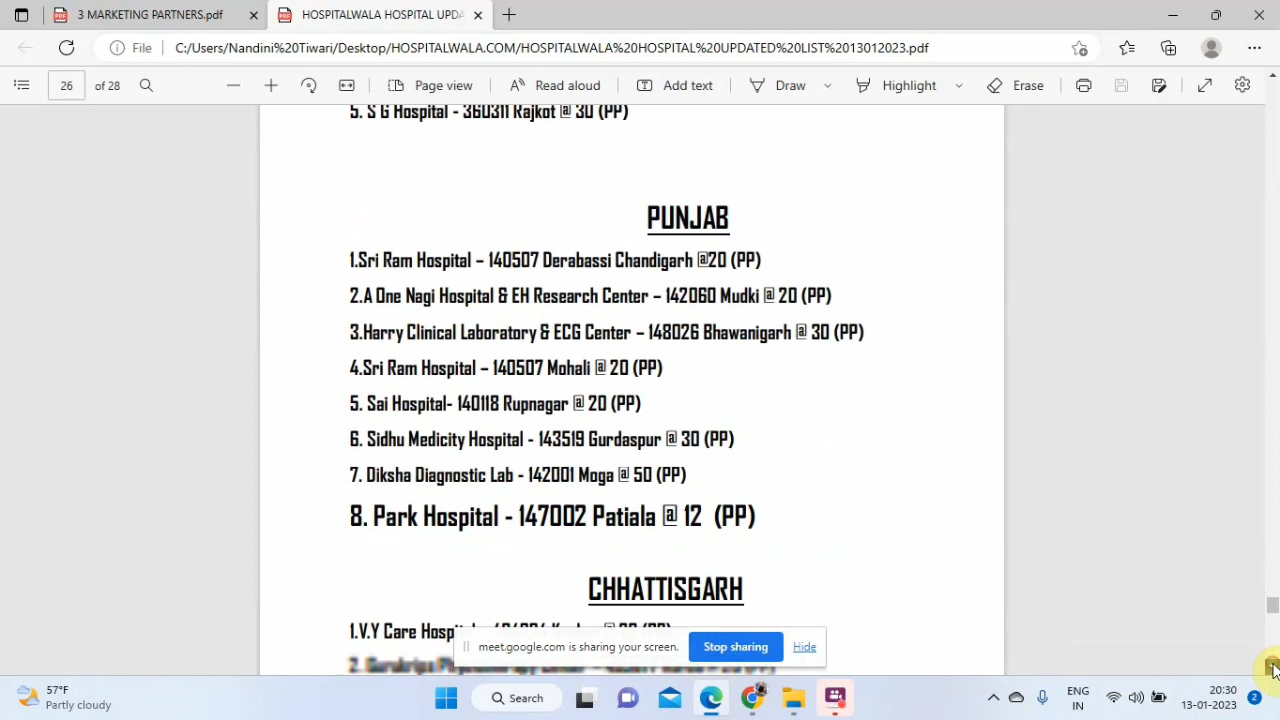 3 MARKETING PARTNERS.pdf
HOSPITALWALA HOSPITAL UPDA
File C:/Users/Nandini%20Tiwari/Desktop/HOSPITALWALA.COM/HOSPITALWALA%20HOSPITAL%20UPDATED%20LIST%2013012023.pdf
26 of 28 Page view Read aloud Add text Draw Highlight Erase
5. S G Hospital - 360311 Rajkot @ 30 (PP)
PUNJAB
1.Sri Ram Hospital – 140507 Derabassi Chandigarh @20 (PP)
2.A One Nagi Hospital & EH Research Center – 142060 Mudki @ 20 (PP)
3.Harry Clinical Laboratory & ECG Center – 148026 Bhawanigarh @ 30 (PP)
4.Sri Ram Hospital – 140507 Mohali @ 20 (PP)
5. Sai Hospital- 140118 Rupnagar @ 20 (PP)
6. Sidhu Medicity Hospital - 143519 Gurdaspur @ 30 (PP)
7. Diksha Diagnostic Lab - 142001 Moga @ 50 (PP)
8. Park Hospital - 147002 Patiala @ 12 (PP)
CHHATTISGARH
1.V.Y Care Hosp
meet.google.com is sharing your screen. Stop sharing Hide
2.
57°F
artly cloudy
Search
ENG
IN
20:30
13-01-2023
2